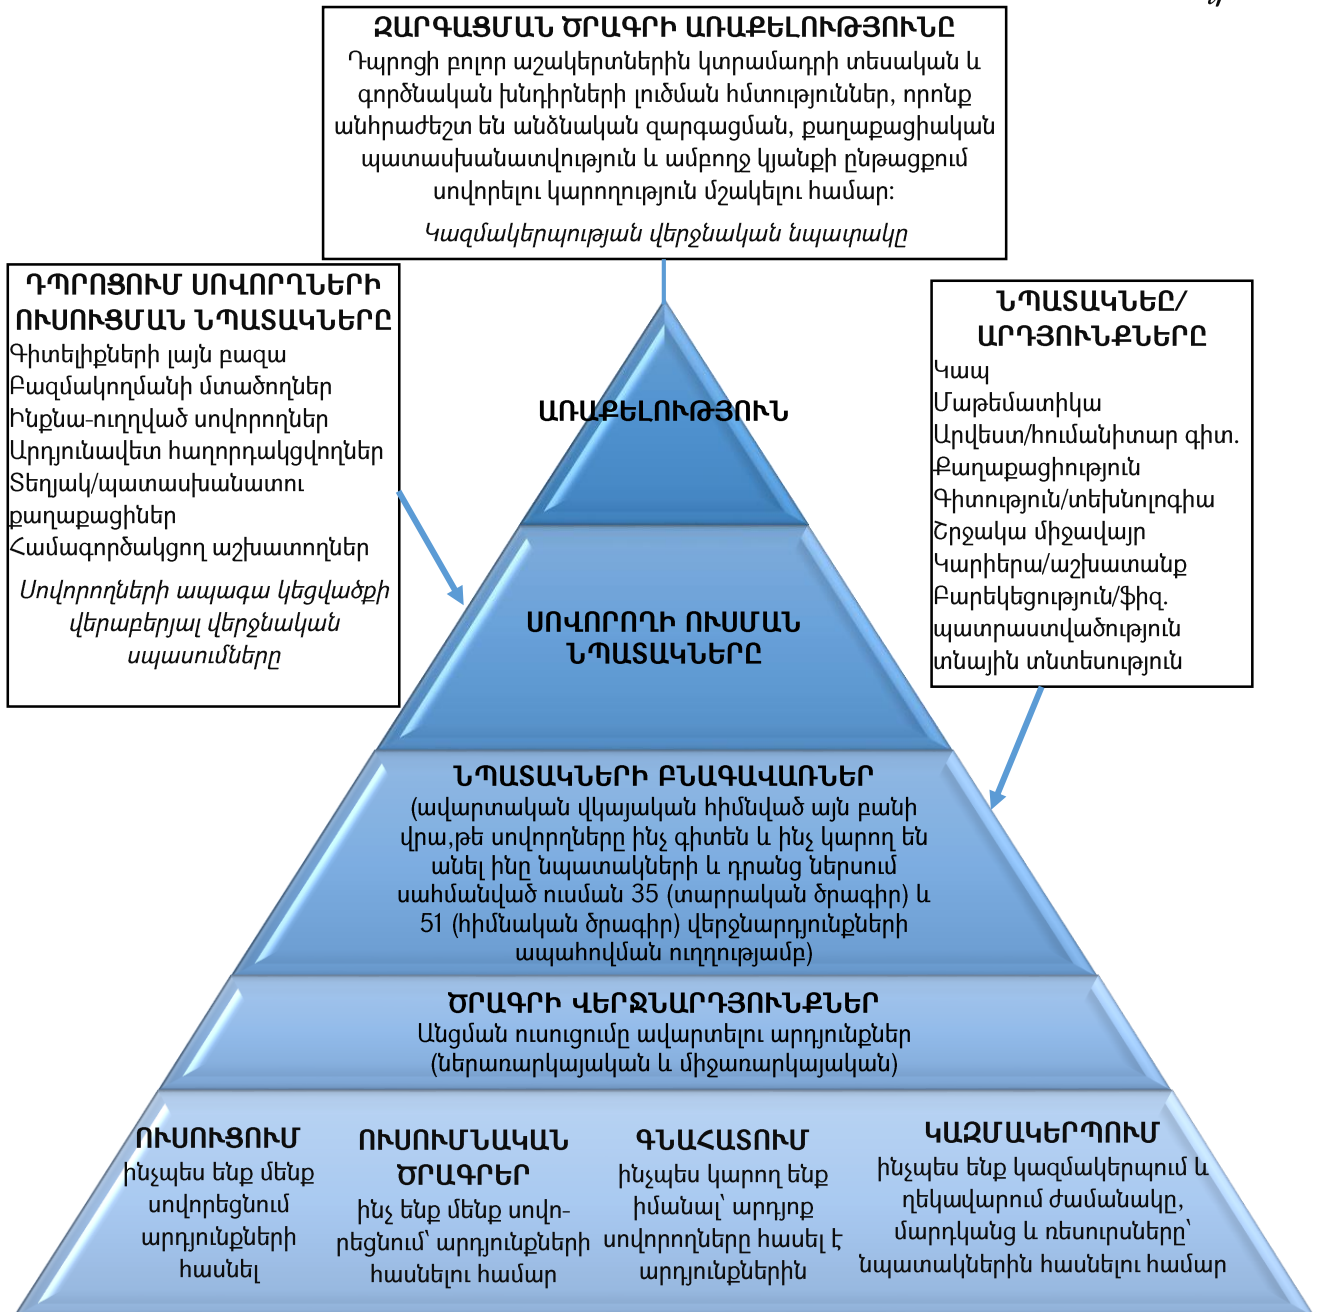 ԶԱՐԳԱՑՄԱՆ ԾՐԱԳՐԻ ԱՌԱՔԵԼՈՒԹՅՈՒՆԸ
Դպրոցի բոլոր աշակերտներին կտրամադրի տեսական և
գործնական խնդիրների լուծման հմտություններ, որոնք
անհրաժեշտ են անձնական զարգացման, քաղաքացիական
պատասխանատվություն և ամբողջ կյանքի ընթացքում
սովորելու կարողություն մշակելու համար:
Կազմակերպության վերջնական նպատակը
ԴՊՐՈՑՈՒՄ ՍՈՎՈՐՂՆԵՐԻ
ՈՒՍՈՒՑՄԱՆ ՆՊԱՏԱԿՆԵՐԸ
Գիտելիքների լայն բազա
Բազմակողմանի մտածողներ
Ինքնա-ուղղված սովորողներ
Արդյունավետ հաղորդակցվողներ
Տեղյակ/պատասխանատու
քաղաքացիներ
Համագործակցող աշխատողներ
Սովորողների ապագա կեցվածքի
վերաբերյալ վերջնական
սպասումները
ՆՊԱՏԱԿՆԵԸ/
ԱՐԴՅՈՒՆՔՆԵՐԸ
Կապ
Մաթեմատիկա
Արվեստ/հումանիտար գիտ.
Քաղաքացիություն
Գիտություն/տեխնոլոգիա
Շրջակա միջավայր
Կարիերա/աշխատանք
Բարեկեցություն/ֆիզ.
պատրաստվածություն
տնային տնտեսություն
ԱՌԱՔԵԼՈՒԹՅՈՒՆ
ՍՈՎՈՐՈՂԻ ՈՒՍՄԱՆ
ՆՊԱՏԱԿՆԵՐԸ
ՆՊԱՏԱԿՆԵՐԻ ԲՆԱԳԱՎԱՌՆԵՐ
(ավարտական վկայական հիմնված այն բանի
վրա,թե սովորղները ինչ գիտեն և ինչ կարող են
անել ինը նպատակների և դրանց ներսում
սահմանված ուսման 35 (տարրական ծրագիր) և
51 (հիմնական ծրագիր) վերջնարդյունքների
ապահովման ուղղությամբ)
ԾՐԱԳՐԻ ՎԵՐՋՆԱՐԴՅՈՒՆՔՆԵՐ
Անցման ուսուցումը ավարտելու արդյունքներ
(ներառարկայական և միջառարկայական)
ՈՒՍՈՒՑՈՒՄ
ինչպես ենք մենք
սովորեցնում
արդյունքների
հասնել
ՈՒՍՈՒՄՆԱԿԱՆ
ԾՐԱԳՐԵՐ
ինչ ենք մենք սովո-
րեցնում՝ արդյունքների
հասնելու համար
ԳՆԱՀԱՏՈՒՄ
ինչպես կարող ենք
իմանալ՝ արդյոք
սովորողները հասել է
արդյունքներին
ԿԱԶՄԱԿԵՐՊՈՒՄ
ինչպես ենք կազմակերպում և
ղեկավարում ժամանակը,
մարդկանց և ռեսուրսները՝
նպատակներին հասնելու համար